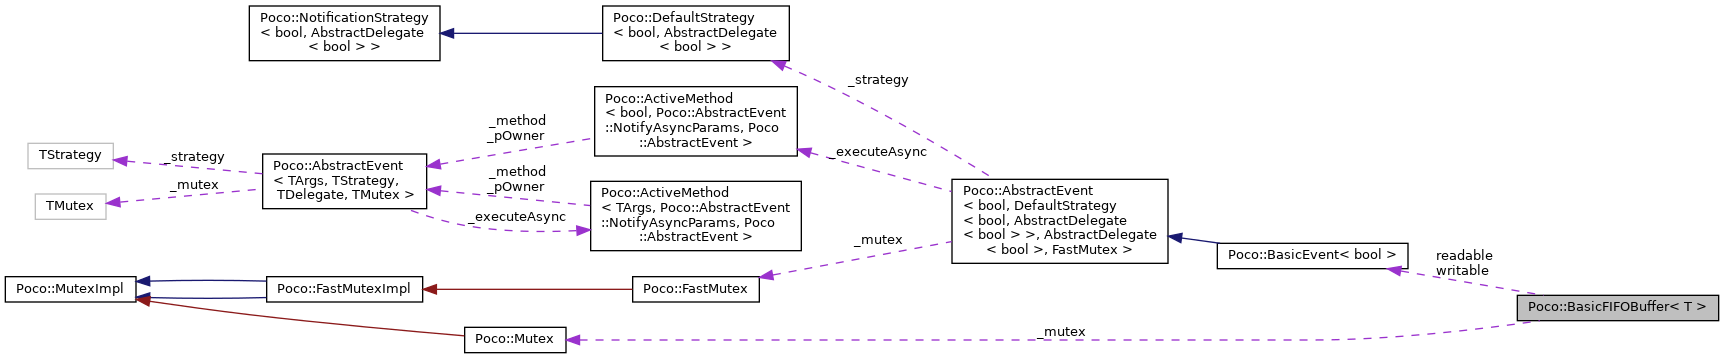 Poco::NotificationStrategy
< bool, AbstractDelegate
< bool > >
Poco::DefaultStrategy
< bool, AbstractDelegate
< bool > >
_strategy
Poco::ActiveMethod
< bool, Poco::AbstractEvent
::NotifyAsyncParams, Poco
::AbstractEvent >
_method
_pOwner
_executeAsync
TStrategy
_strategy
Poco::AbstractEvent
< TArgs, TStrategy,
TDelegate, TMutex >
_mutex
TMutex
_method
_pOwner
_executeAsync
Poco::ActiveMethod
< TArgs, Poco::AbstractEvent
::NotifyAsyncParams, Poco
::AbstractEvent >
Poco::AbstractEvent
< bool, DefaultStrategy
< bool, AbstractDelegate
< bool > >, AbstractDelegate
< bool >, FastMutex >
_mutex
Poco::BasicEvent< bool >
readable
writable
Poco::MutexImpl
Poco::FastMutexImpl
Poco::FastMutex
Poco::BasicFIFOBuffer< T >
Poco::Mutex
_mutex